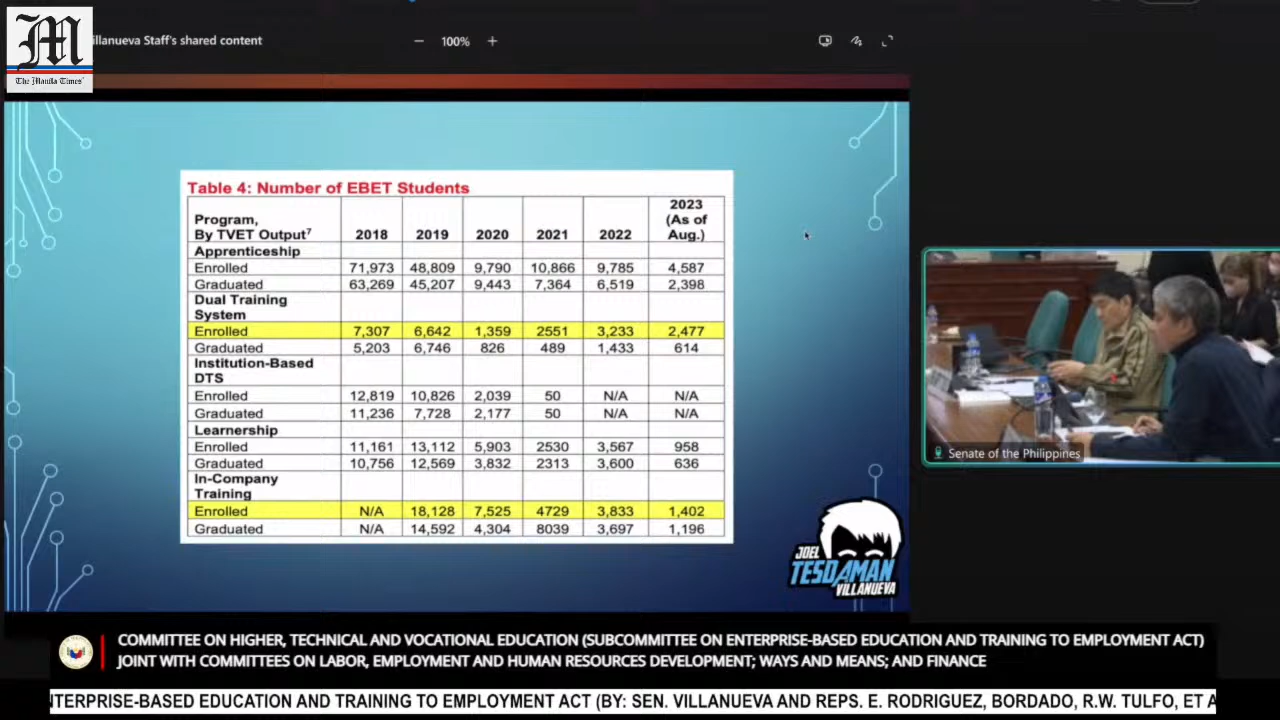 M
The Manila Times
illanueva Staff's shared content
− 100% +
Table 4: Number of EBET Students
Program, By TVET Output⁷ 2018 2019 2020 2021 2022 2023 (As of Aug.)
Apprenticeship
Enrolled 71,973 48,809 9,790 10,866 9,785 4,587
Graduated 63,269 45,207 9,443 7,364 6,519 2,398
Dual Training System
Enrolled 7,307 6,642 1,359 2551 3,233 2,477
Graduated 5,203 6,746 826 489 1,433 614
Institution-Based DTS
Enrolled 12,819 10,826 2,039 50 N/A N/A
Graduated 11,236 7,728 2,177 50 N/A N/A
Learnership
Enrolled 11,161 13,112 5,903 2530 3,567 958
Graduated 10,756 12,569 3,832 2313 3,600 636
In-Company Training
Enrolled N/A 18,128 7,525 4729 3,833 1,402
Graduated N/A 14,592 4,304 8039 3,697 1,196
JOEL
TESDAMAN
VILLANUEVA
Senate of the Philippines
COMMITTEE ON HIGHER, TECHNICAL AND VOCATIONAL EDUCATION (SUBCOMMITTEE ON ENTERPRISE-BASED EDUCATION AND TRAINING TO EMPLOYMENT ACT)
JOINT WITH COMMITTEES ON LABOR, EMPLOYMENT AND HUMAN RESOURCES DEVELOPMENT; WAYS AND MEANS; AND FINANCE
NTERPRISE-BASED EDUCATION AND TRAINING TO EMPLOYMENT ACT (BY: SEN. VILLANUEVA AND REPS. E. RODRIGUEZ, BORDADO, R.W. TULFO, ET A